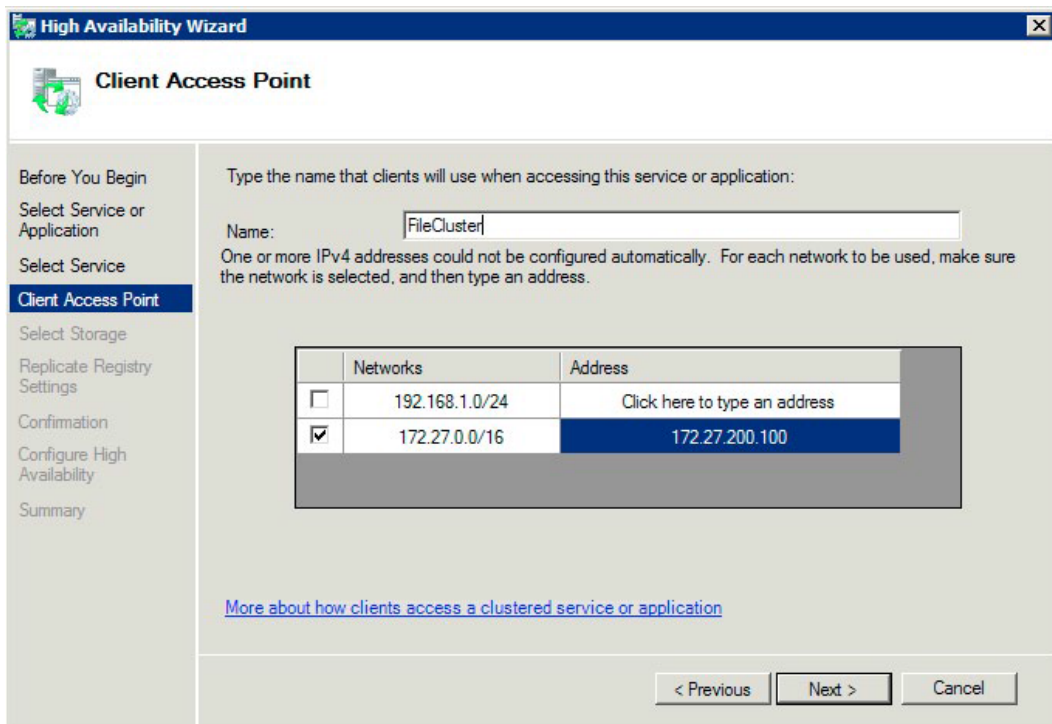 High Availability Wizard
Client Access Point
Before You Begin
Select Service or
Application
Select Service
Client Access Point
Select Storage
Replicate Registry
Settings
Confirmation
Configure High
Availability
Summary
Type the name that clients will use when accessing this service or application:
Name: FileCluster
One or more IPv4 addresses could not be configured automatically. For each network to be used, make sure
the network is selected, and then type an address.
Networks Address
192.168.1.0/24 Click here to type an address
172.27.0.0/16 172.27.200.100
More about how clients access a clustered service or application
< Previous Next > Cancel